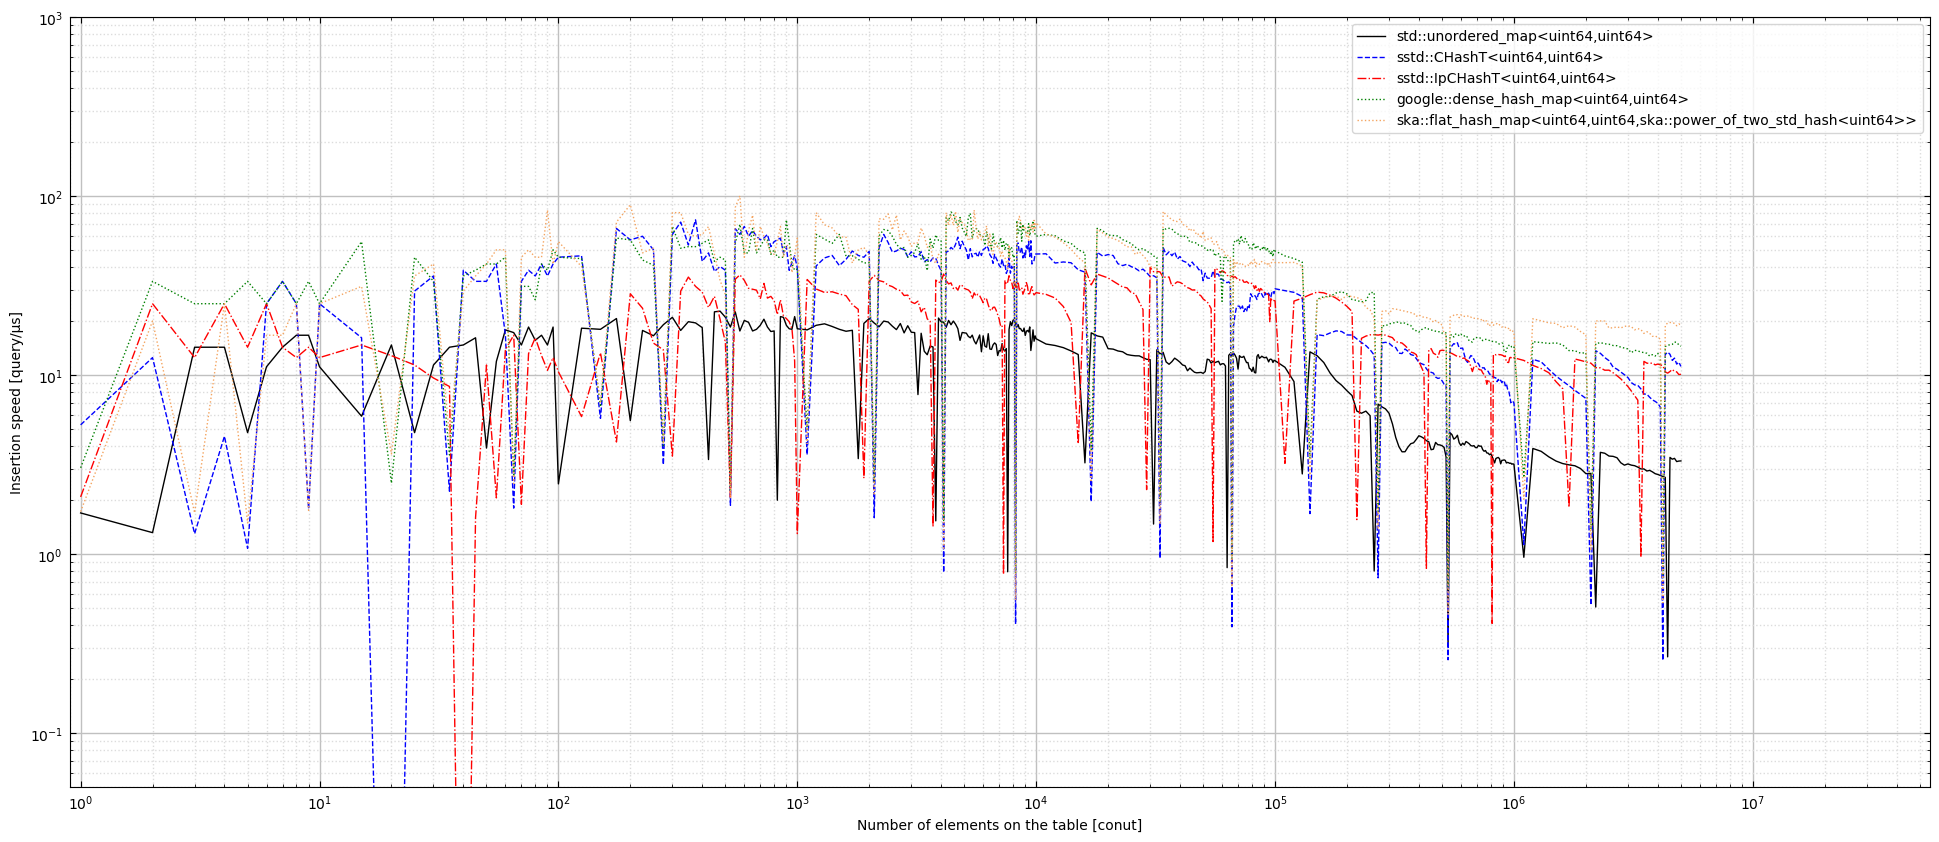 std::unordered_map<uint64,uint64>
sstd::CHashT<uint64,uint64>
sstd::IpCHashT<uint64,uint64>
google::dense_hash_map<uint64,uint64>
ska::flat_hash_map<uint64,uint64,ska::power_of_two_std_hash<uint64>>
Insertion speed [query/μs]
10³
10²
10¹
10⁰
10⁻¹
10⁰ 10¹ 10² 10³ 10⁴ 10⁵ 10⁶ 10⁷
Number of elements on the table [conut]